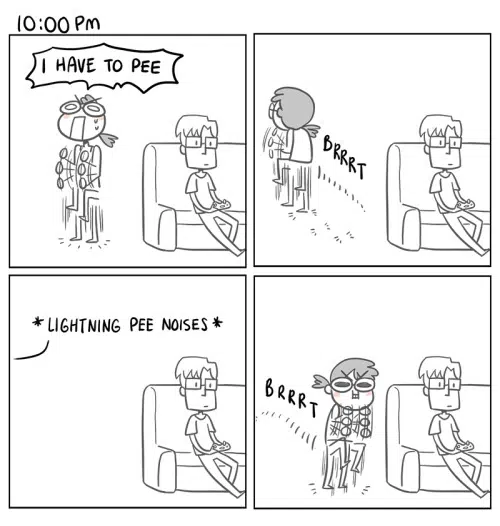 10:00 Pm
I HAVE TO PEE
BRRRT
*LIGHTNING PEE NOISES*
BRRRT